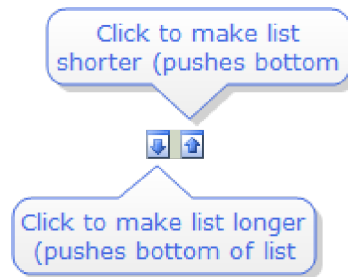 Click to make list
shorter (pushes bottom
Click to make list longer
(pushes bottom of list